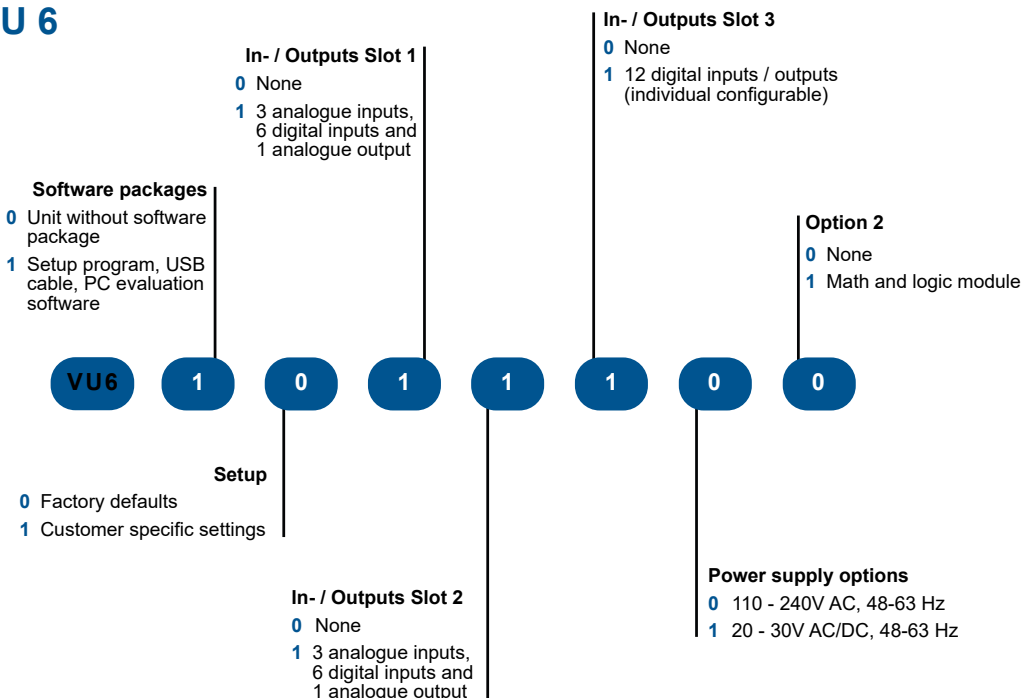 U 6
In- / Outputs Slot 3
0 None
1 12 digital inputs / outputs
(individual configurable)
In- / Outputs Slot 1
0 None
1 3 analogue inputs,
6 digital inputs and
1 analogue output
Software packages
0 Unit without software
package
1 Setup program, USB
cable, PC evaluation
software
Option 2
0 None
1 Math and logic module
VU6 1 0 1 1 1 0 0
Setup
0 Factory defaults
1 Customer specific settings
In- / Outputs Slot 2
0 None
1 3 analogue inputs,
6 digital inputs and
1 analogue output
Power supply options
0 110 - 240V AC, 48-63 Hz
1 20 - 30V AC/DC, 48-63 Hz